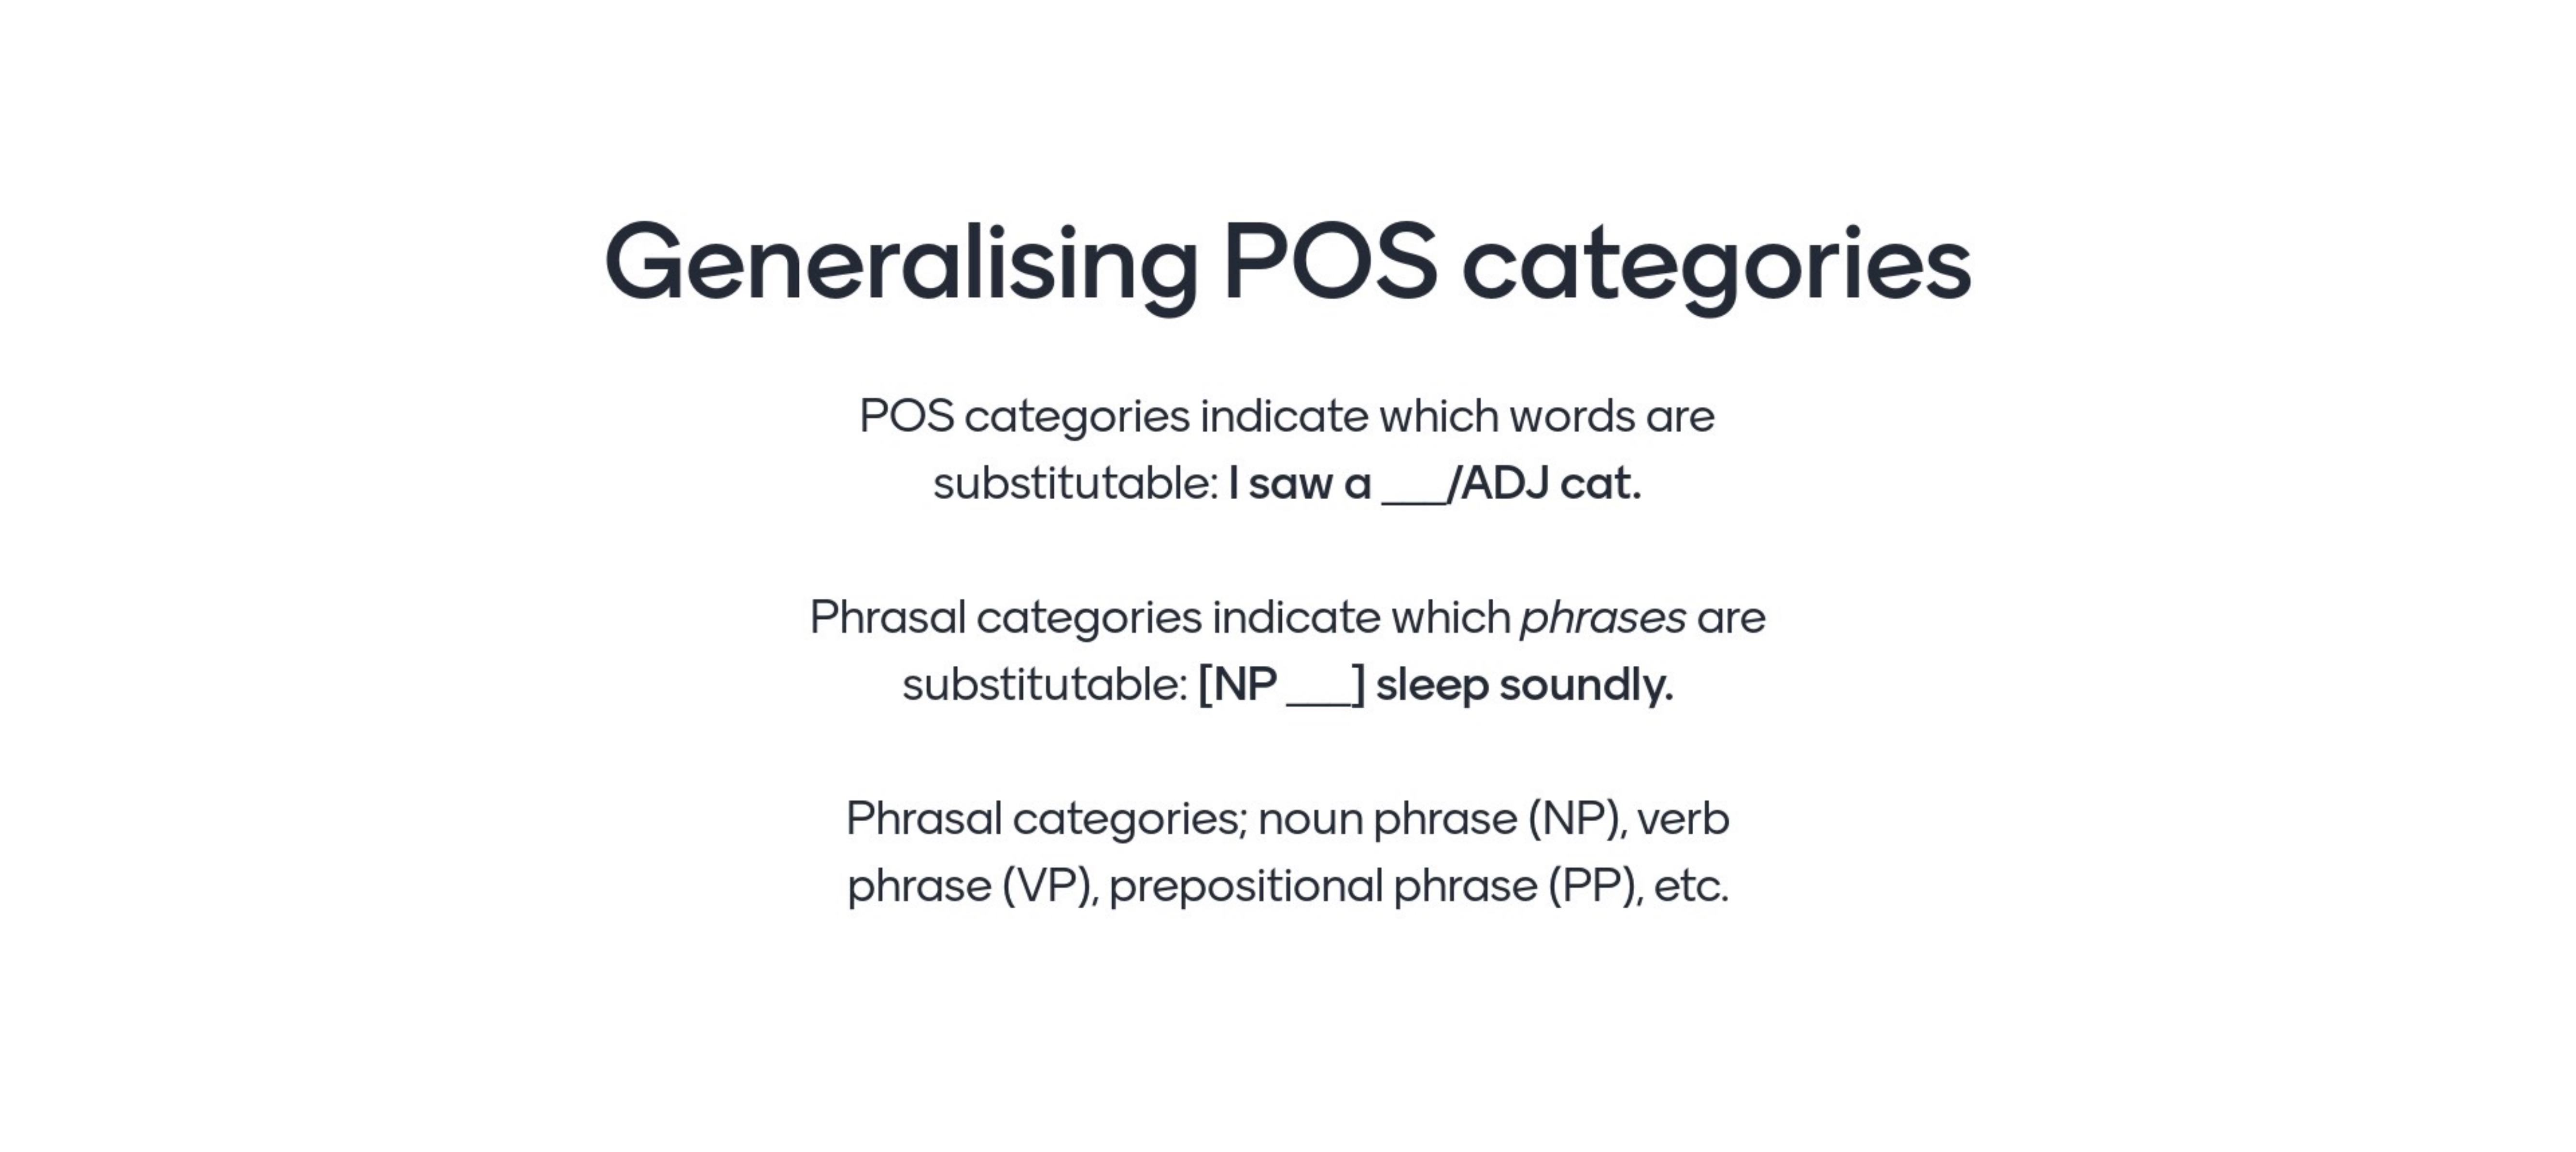 Generalising POS categories
POS categories indicate which words are
substitutable: I saw a ___/ADJ cat.
Phrasal categories indicate which phrases are
substitutable: [NP ___] sleep soundly.
Phrasal categories; noun phrase (NP), verb
phrase (VP), prepositional phrase (PP), etc.